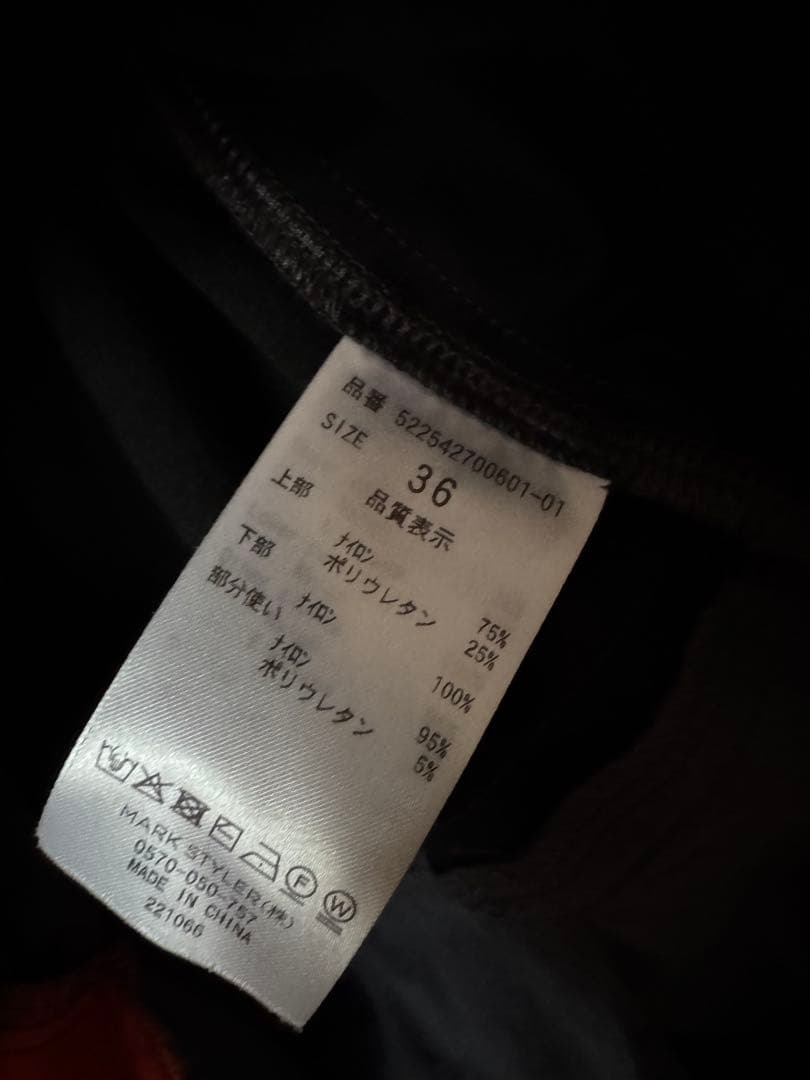 品番 522542700601-01
SIZE 36
品質表示
上部 ナイロン 75%
ポリウレタン 25%
下部 ナイロン 100%
部分使い ナイロン 95%
ポリウレタン 5%
F W
MARK STYLER(株)
0570-050-757
MADE IN CHINA
221066